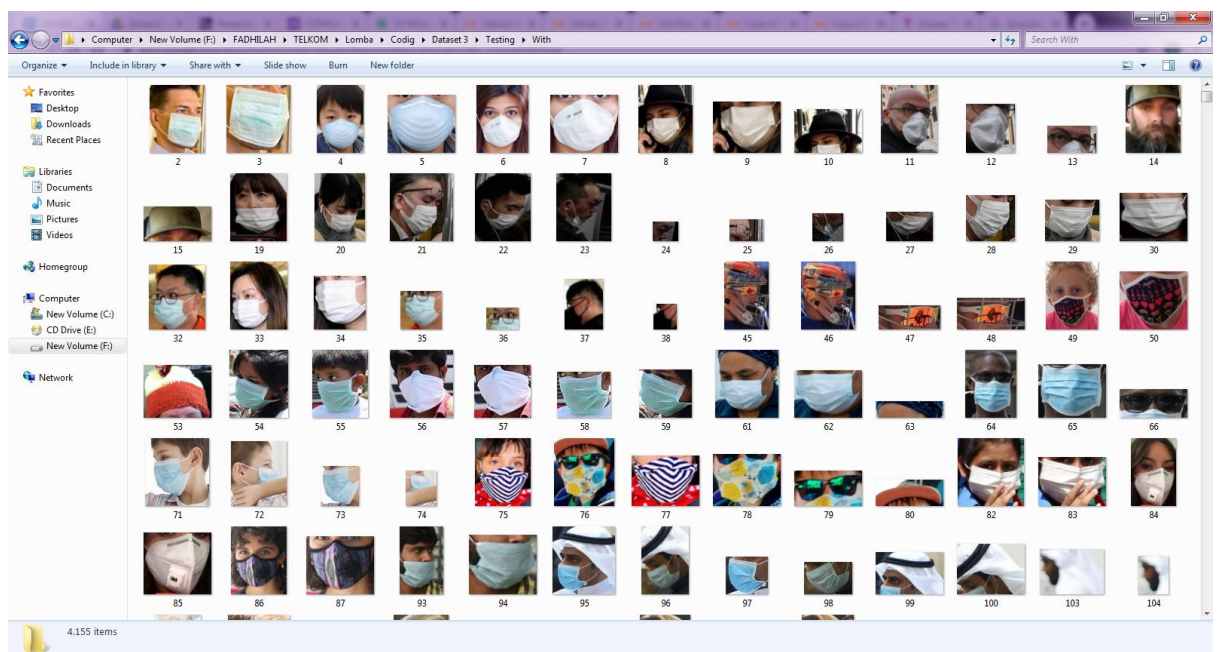 Computer ▸ New Volume (F:) ▸ FADHILAH ▸ TELKOM ▸ Lomba ▸ Codig ▸ Dataset 3 ▸ Testing ▸ With
Search With
Organize Include in library Share with Slide show Burn New folder
Favorites
Desktop
Downloads
Recent Places
Libraries
Documents
Music
Pictures
Videos
Homegroup
Computer
New Volume (C:)
CD Drive (E:)
New Volume (F:)
Network
2 3 4 5 6 7 8 9 10 11 12 13 14
15 19 20 21 22 23 24 25 26 27 28 29 30
32 33 34 35 36 37 38 45 46 47 48 49 50
53 54 55 56 57 58 59 61 62 63 64 65 66
71 72 73 74 75 76 77 78 79 80 82 83 84
85 86 87 93 94 95 96 97 98 99 100 103 104
4.155 items